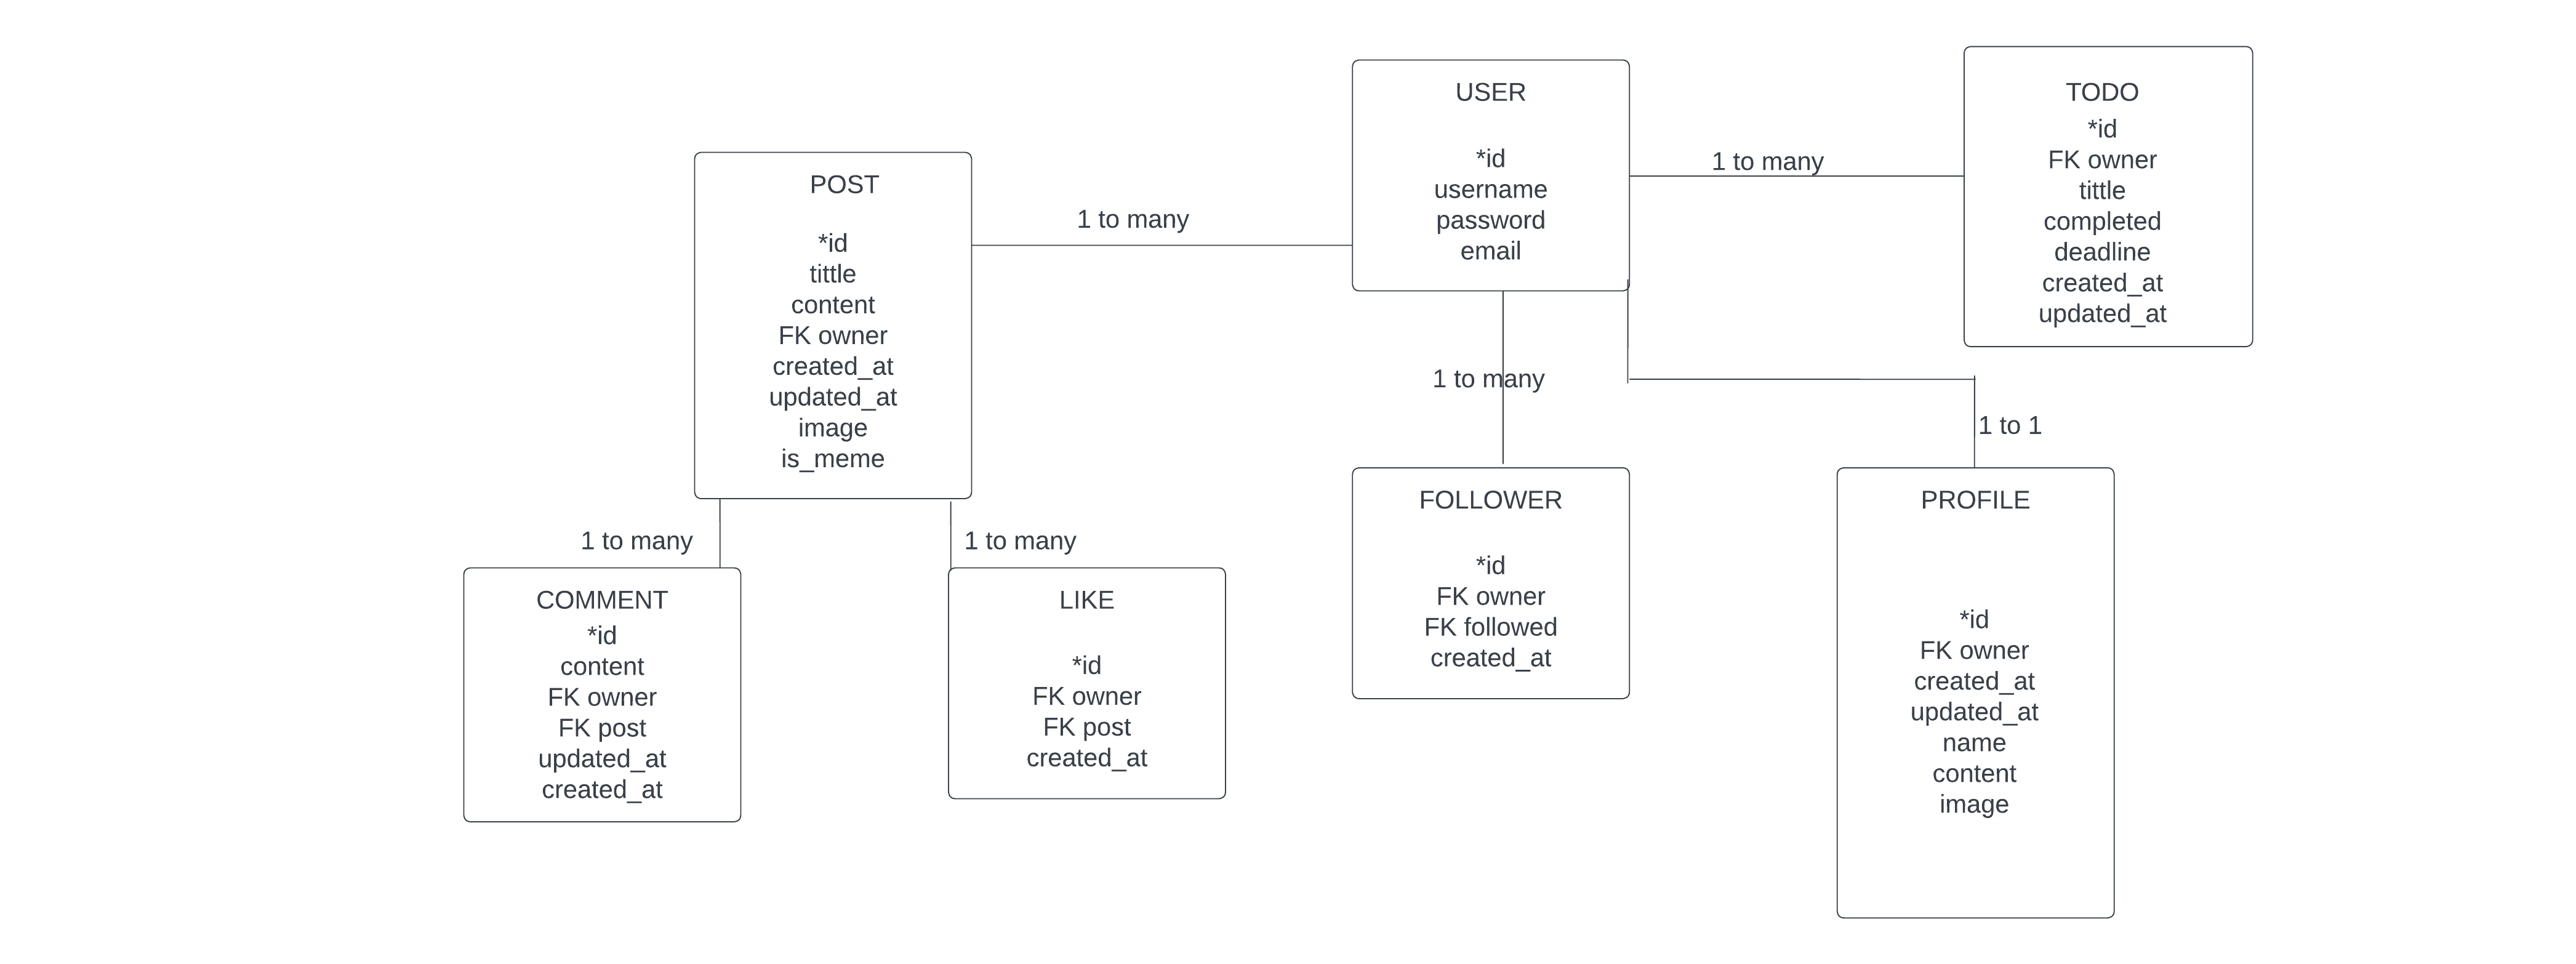 USER
*id
username
password
email
TODO
*id
FK owner
tittle
completed
deadline
created_at
updated_at
POST
*id
tittle
content
FK owner
created_at
updated_at
image
is_meme
1 to many
1 to many
1 to many
1 to 1
1 to many
1 to many
COMMENT
*id
content
FK owner
FK post
updated_at
created_at
LIKE
*id
FK owner
FK post
created_at
FOLLOWER
*id
FK owner
FK followed
created_at
PROFILE
*id
FK owner
created_at
updated_at
name
content
image